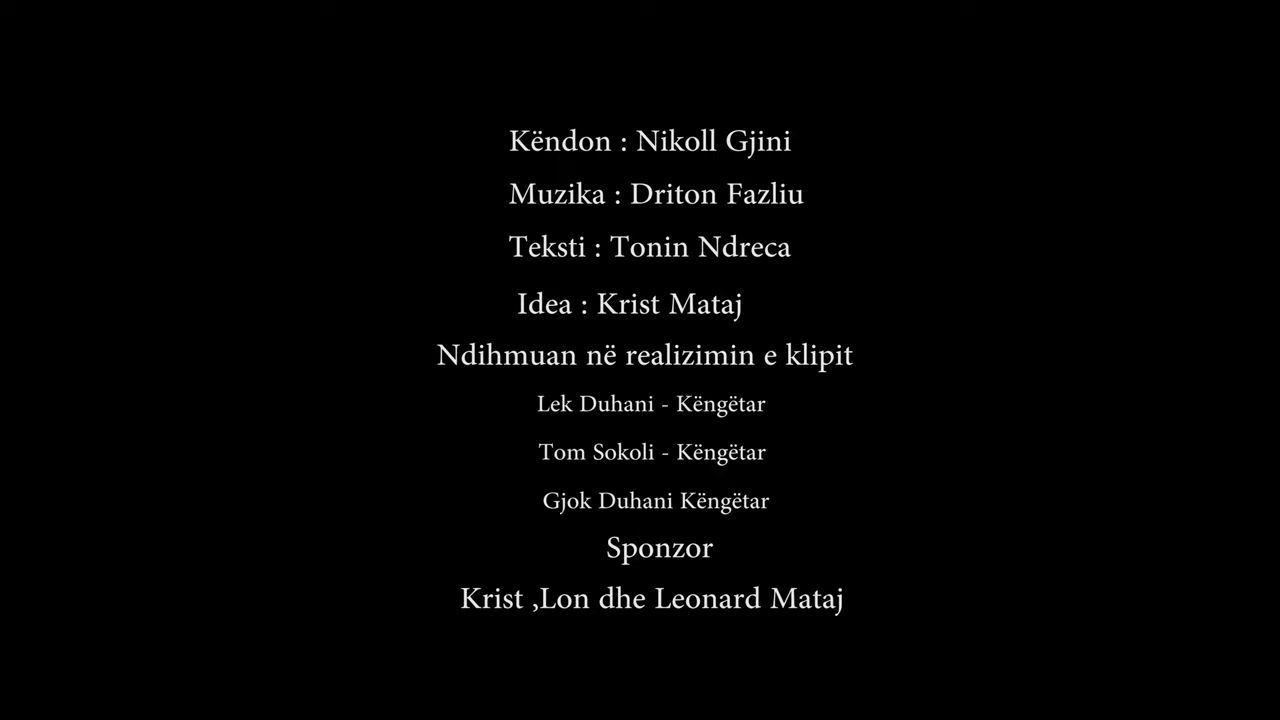 Këndon : Nikoll Gjini
Muzika : Driton Fazliu
Teksti : Tonin Ndreca
Idea : Krist Mataj
Ndihmuan në realizimin e klipit
Lek Duhani - Këngëtar
Tom Sokoli - Këngëtar
Gjok Duhani Këngëtar
Sponzor
Krist ,Lon dhe Leonard Mataj